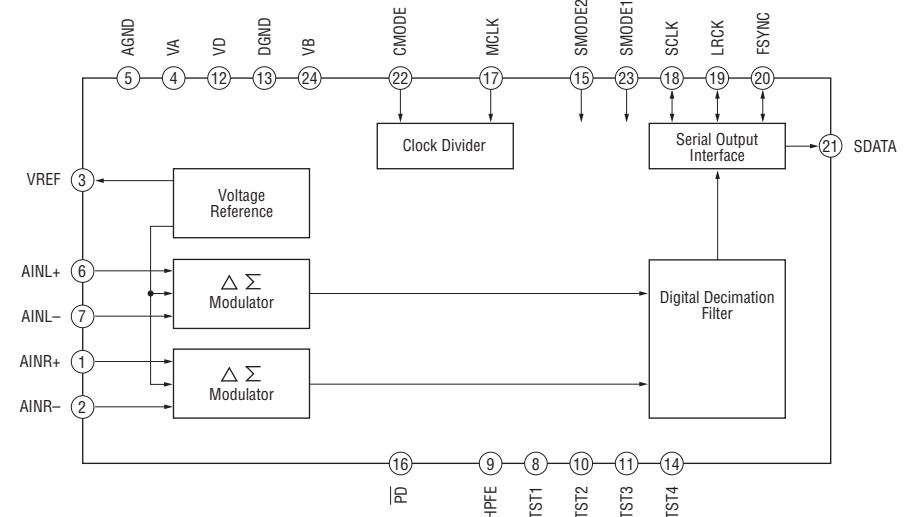 AGND
VA
VD
DGND
VB
CMODE
MCLK
SMODE2
SMODE1
SCLK
LRCK
FSYNC
5
4
12
13
24
22
17
15
23
18
19
20
Clock Divider
Serial Output
Interface
21
SDATA
VREF
3
Voltage
Reference
AINL+
6
Δ Σ
Modulator
AINL–
7
Digital Decimation
Filter
AINR+
1
Δ Σ
Modulator
AINR–
2
16
9
8
10
11
14
P̅D̅
HPFE
TST1
TST2
TST3
TST4